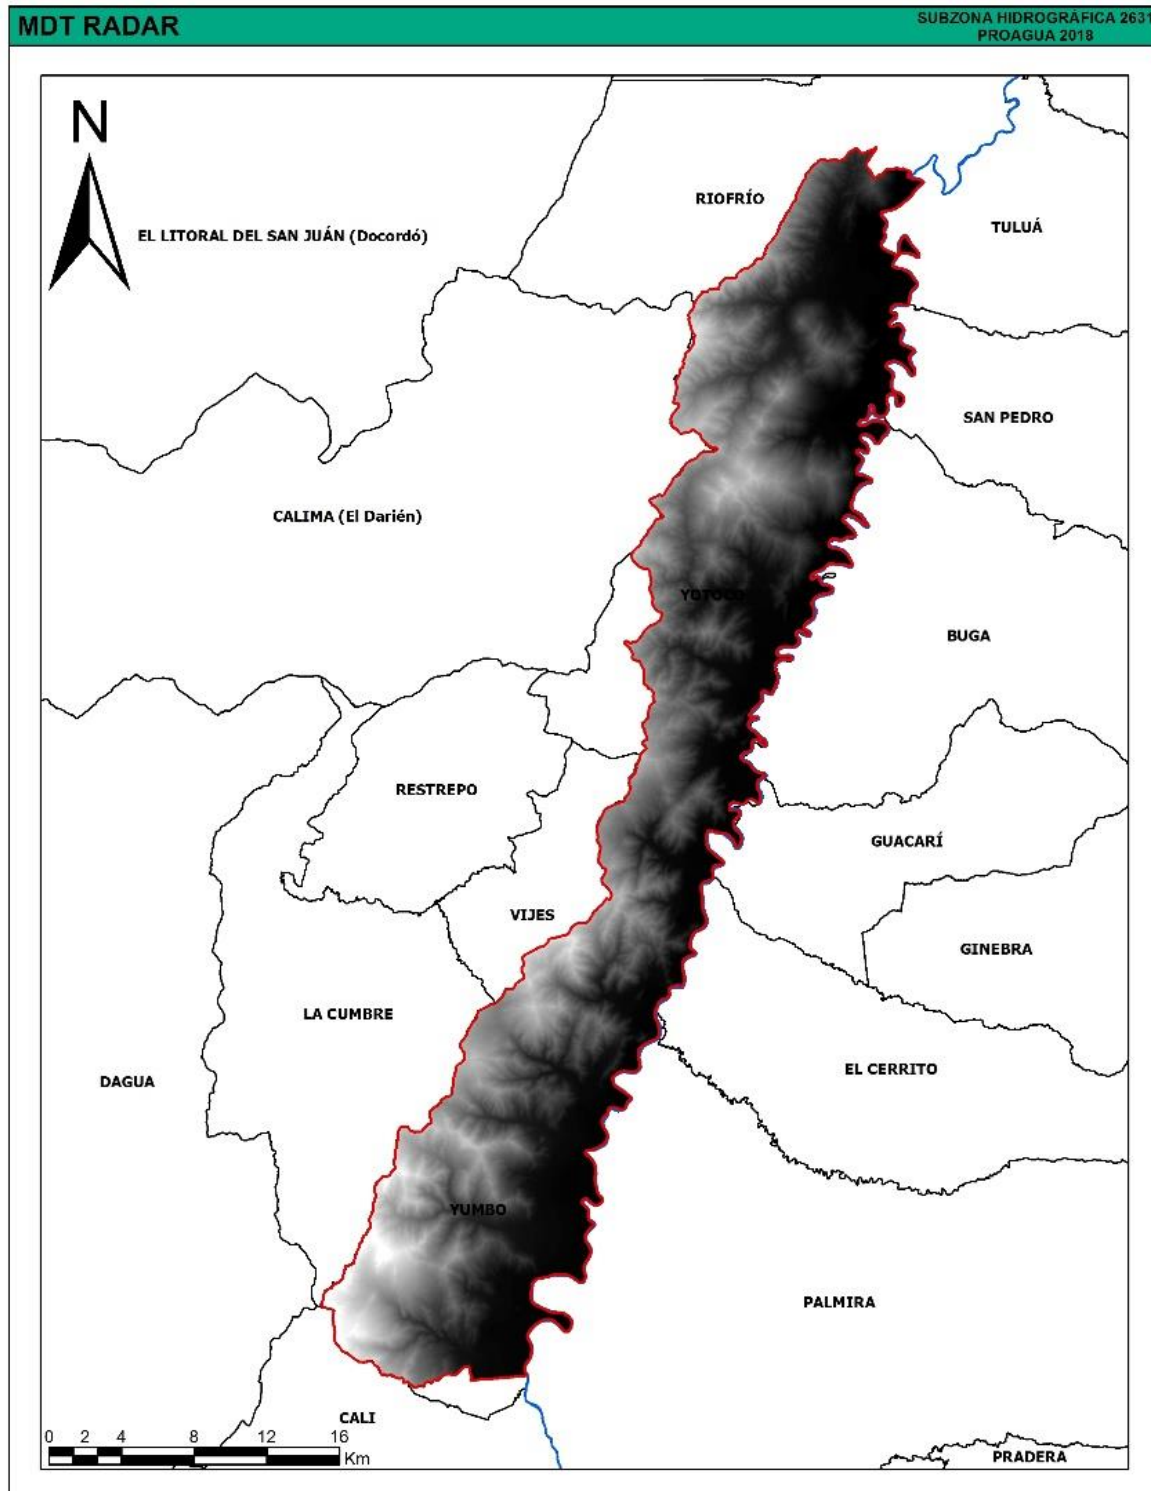 MDT RADAR
SUBZONA HIDROGRÁFICA 2631
PROAGUA 2018
N
RIOFRÍO
TULUÁ
EL LITORAL DEL SAN JUÁN (Docordó)
SAN PEDRO
CALIMA (El Darién)
YOTOCO
BUGA
RESTREPO
GUACARÍ
VIJES
GINEBRA
LA CUMBRE
EL CERRITO
DAGUA
YUMBO
PALMIRA
CALI
0 2 4 8 12 16
Km
PRADERA